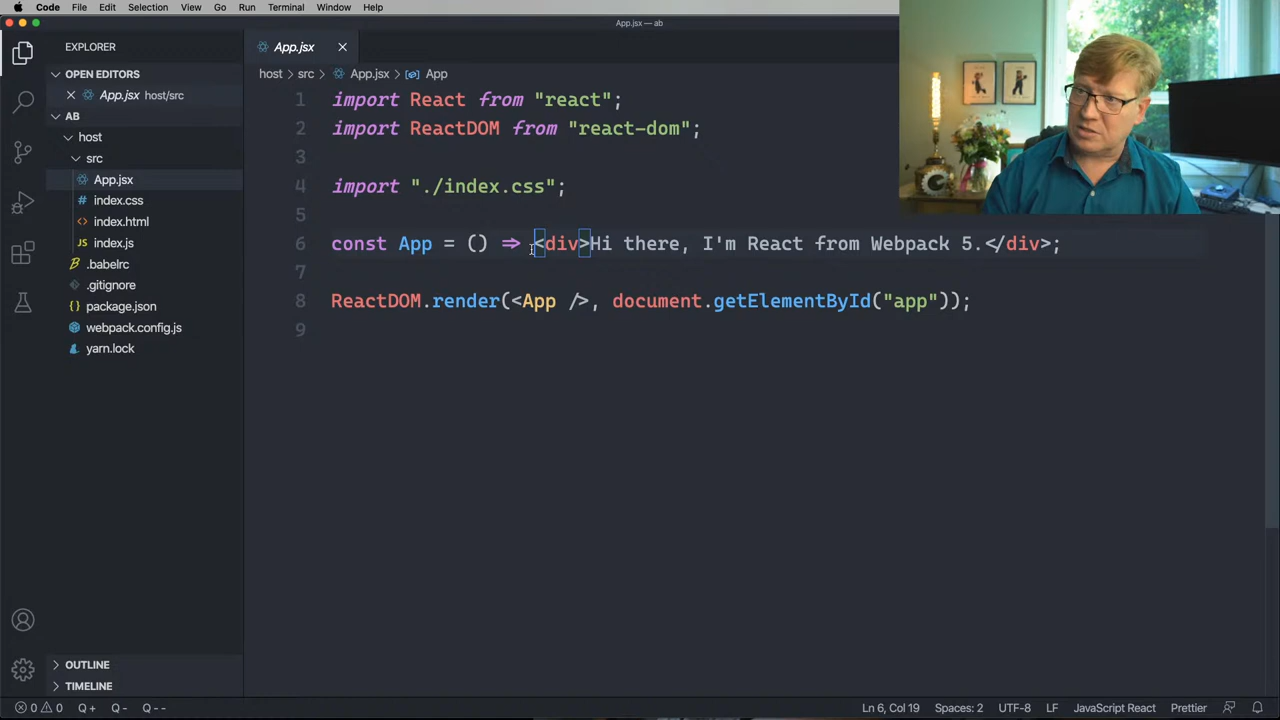 Code File Edit Selection View Go Run Terminal Window Help
App.jsx — ab
EXPLORER
App.jsx
OPEN EDITORS
host > src > App.jsx > App
App.jsx host/src
AB
host
src
App.jsx
index.css
index.html
index.js
.babelrc
.gitignore
package.json
webpack.config.js
yarn.lock
OUTLINE
TIMELINE
1 import React from "react";
2 import ReactDOM from "react-dom";
3
4 import "./index.css";
5
6 const App = () => <div>Hi there, I'm React from Webpack 5.</div>;
7
8 ReactDOM.render(<App />, document.getElementById("app"));
9
0 0 Q+ Q- Q-- Ln 6, Col 19 Spaces: 2 UTF-8 LF JavaScript React Prettier